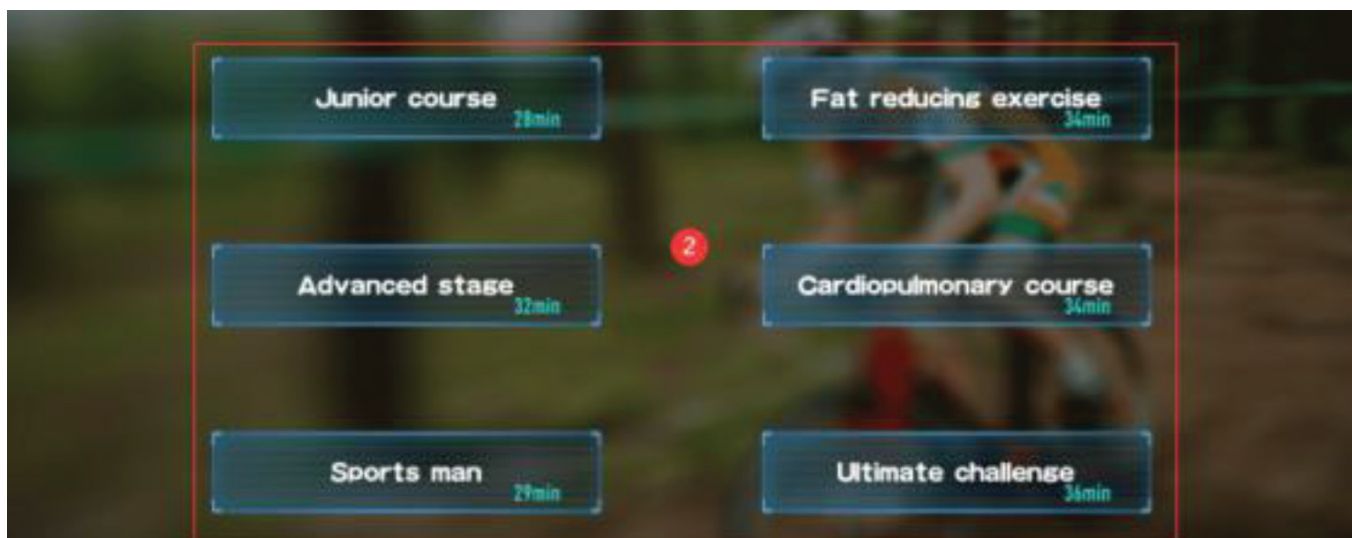 Junior course
28min
Fat reducing exercise
34min
2
Advanced stage
32min
Cardiopulmonary course
34min
Sports man
29min
Ultimate challenge
36min